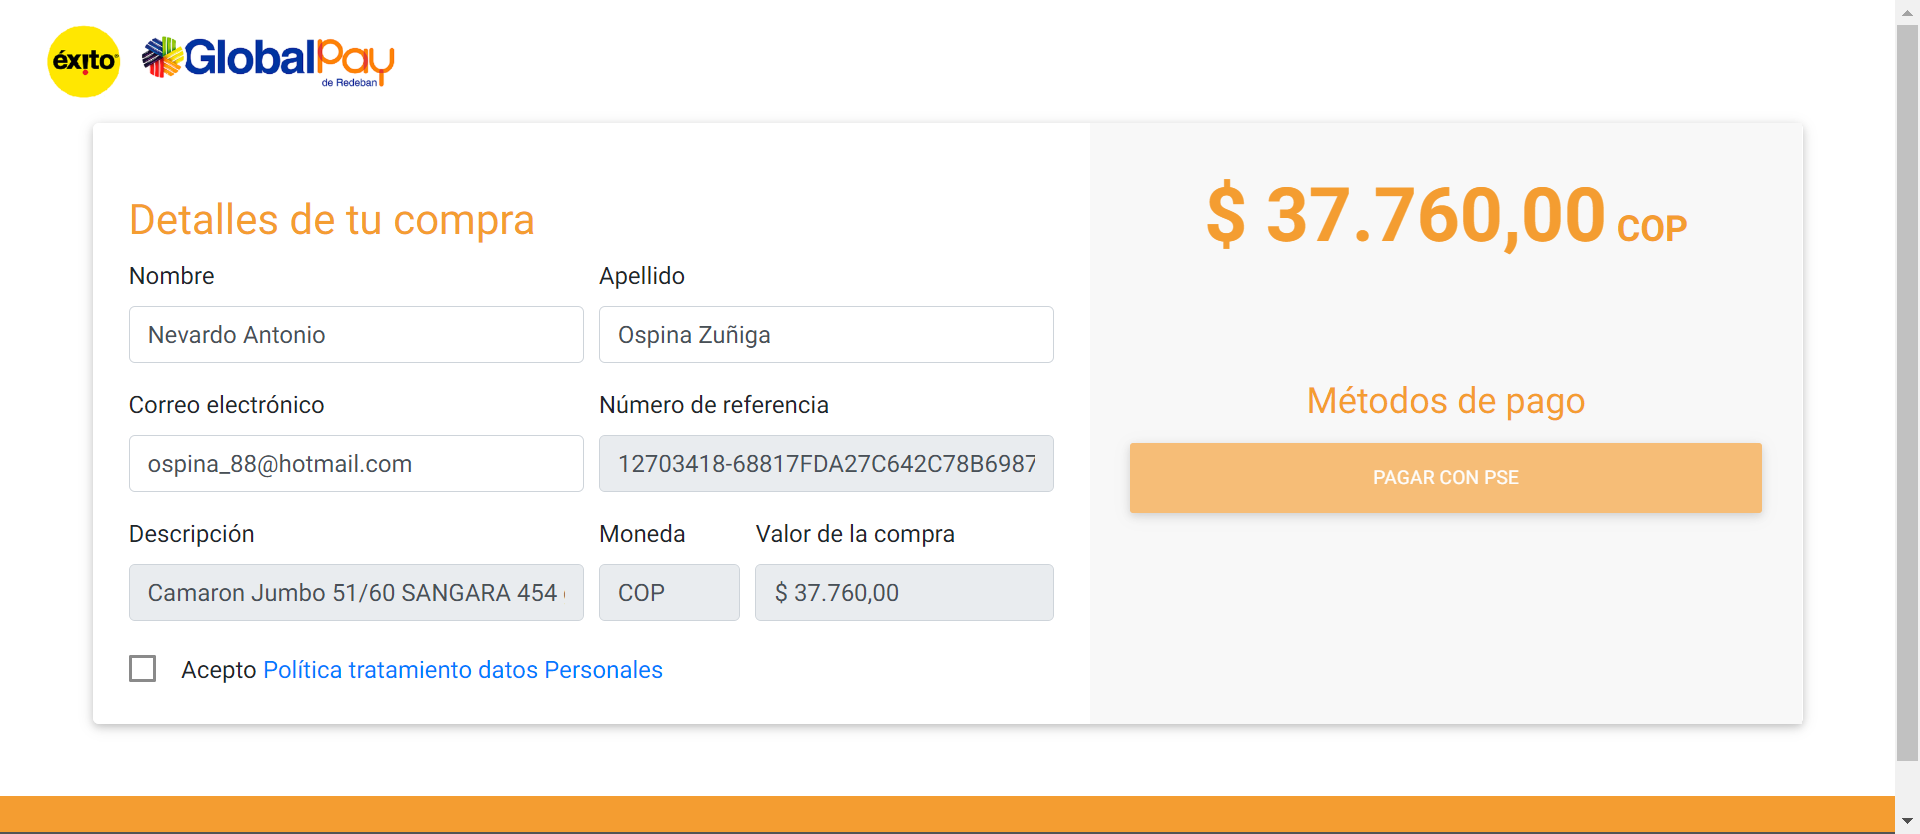 éxito
GlobalPay
de Redeban
Detalles de tu compra
Nombre
Apellido
Nevardo Antonio
Ospina Zuñiga
Correo electrónico
Número de referencia
ospina_88@hotmail.com
12703418-68817FDA27C642C78B6987
Descripción
Moneda
Valor de la compra
Camaron Jumbo 51/60 SANGARA 454
COP
$ 37.760,00
Acepto Política tratamiento datos Personales
$ 37.760,00 COP
Métodos de pago
PAGAR CON PSE